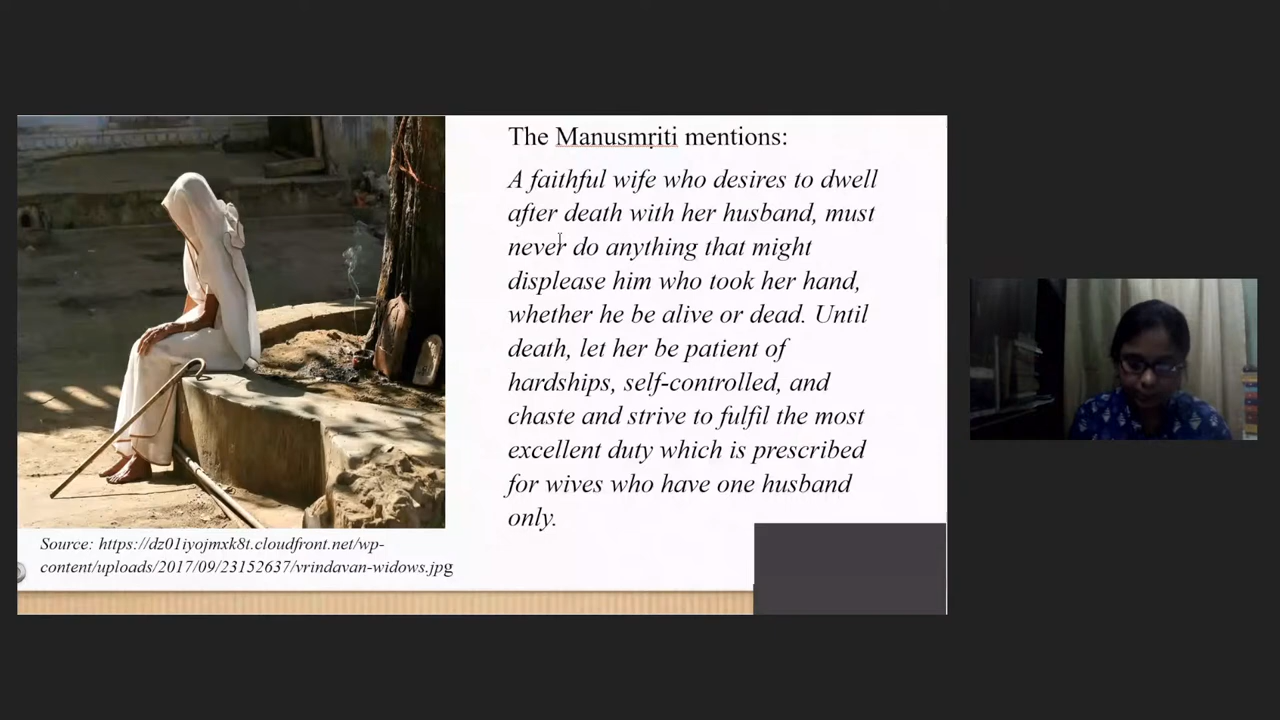 The Manusmṛiti mentions:
A faithful wife who desires to dwell
after death with her husband, must
never do anything that might
displease him who took her hand,
whether he be alive or dead. Until
death, let her be patient of
hardships, self-controlled, and
chaste and strive to fulfil the most
excellent duty which is prescribed
for wives who have one husband
only.
Source: https://dz01iyojmxk8t.cloudfront.net/wp-
content/uploads/2017/09/23152637/vrindavan-widows.jpg